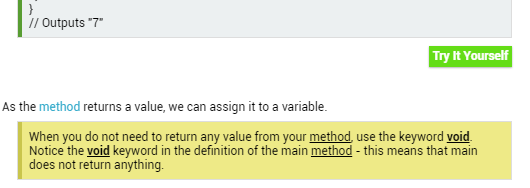 }
// Outputs "7"
Try It Yourself
As the method returns a value, we can assign it to a variable.
When you do not need to return any value from your method, use the keyword void.
Notice the void keyword in the definition of the main method - this means that main
does not return anything.